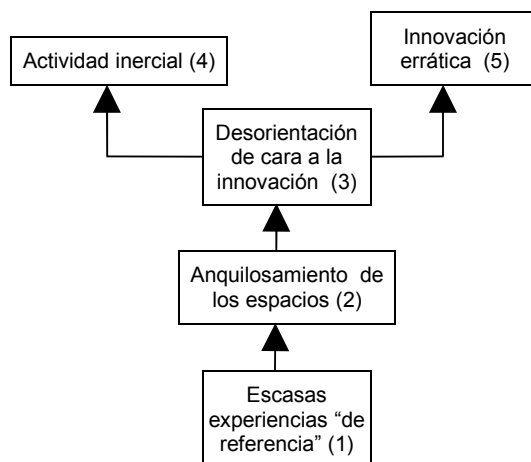 Actividad inercial (4)
Innovación
errática (5)
Desorientación
de cara a la
innovación (3)
Anquilosamiento de
los espacios (2)
Escasas
experiencias “de
referencia” (1)